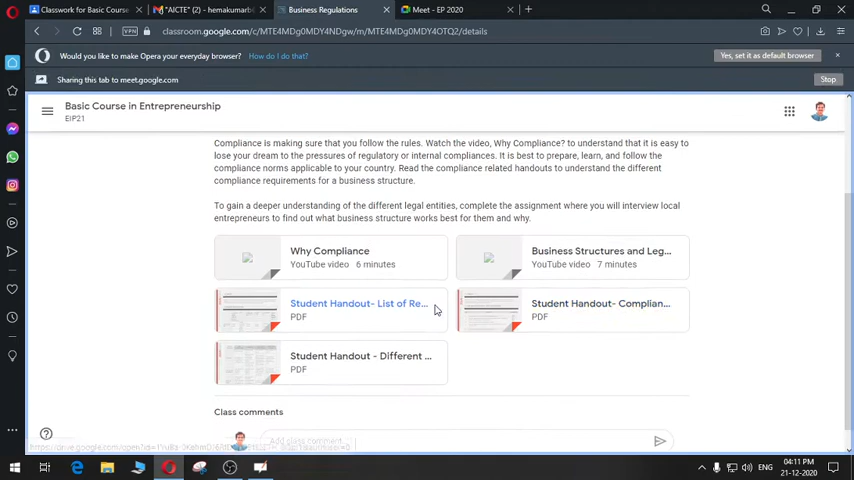 Classwork for Basic Course
"AICTE" (2) - hemakumarb
Business Regulations
Meet - EP 2020
VPN
classroom.google.com/c/MTE4MDg0MDY4NDgw/m/MTE4MDg0MDY4OTQ2/details
Would you like to make Opera your everyday browser? How do I do that?
Yes, set it as default browser
Sharing this tab to meet.google.com
Stop
Basic Course in Entrepreneurship
EIP21
Compliance is making sure that you follow the rules. Watch the video, Why Compliance? to understand that it is easy to
lose your dream to the pressures of regulatory or internal compliances. It is best to prepare, learn, and follow the
compliance norms applicable to your country. Read the compliance related handouts to understand the different
compliance requirements for a business structure.
To gain a deeper understanding of the different legal entities, complete the assignment where you will interview local
entrepreneurs to find out what business structure works best for them and why.
Why Compliance
YouTube video 6 minutes
Business Structures and Leg...
YouTube video 7 minutes
Student Handout- List of Re...
PDF
Student Handout- Complian...
PDF
Student Handout - Different ...
PDF
Class comments
Add class comment...
ENG
04:11 PM
21-12-2020